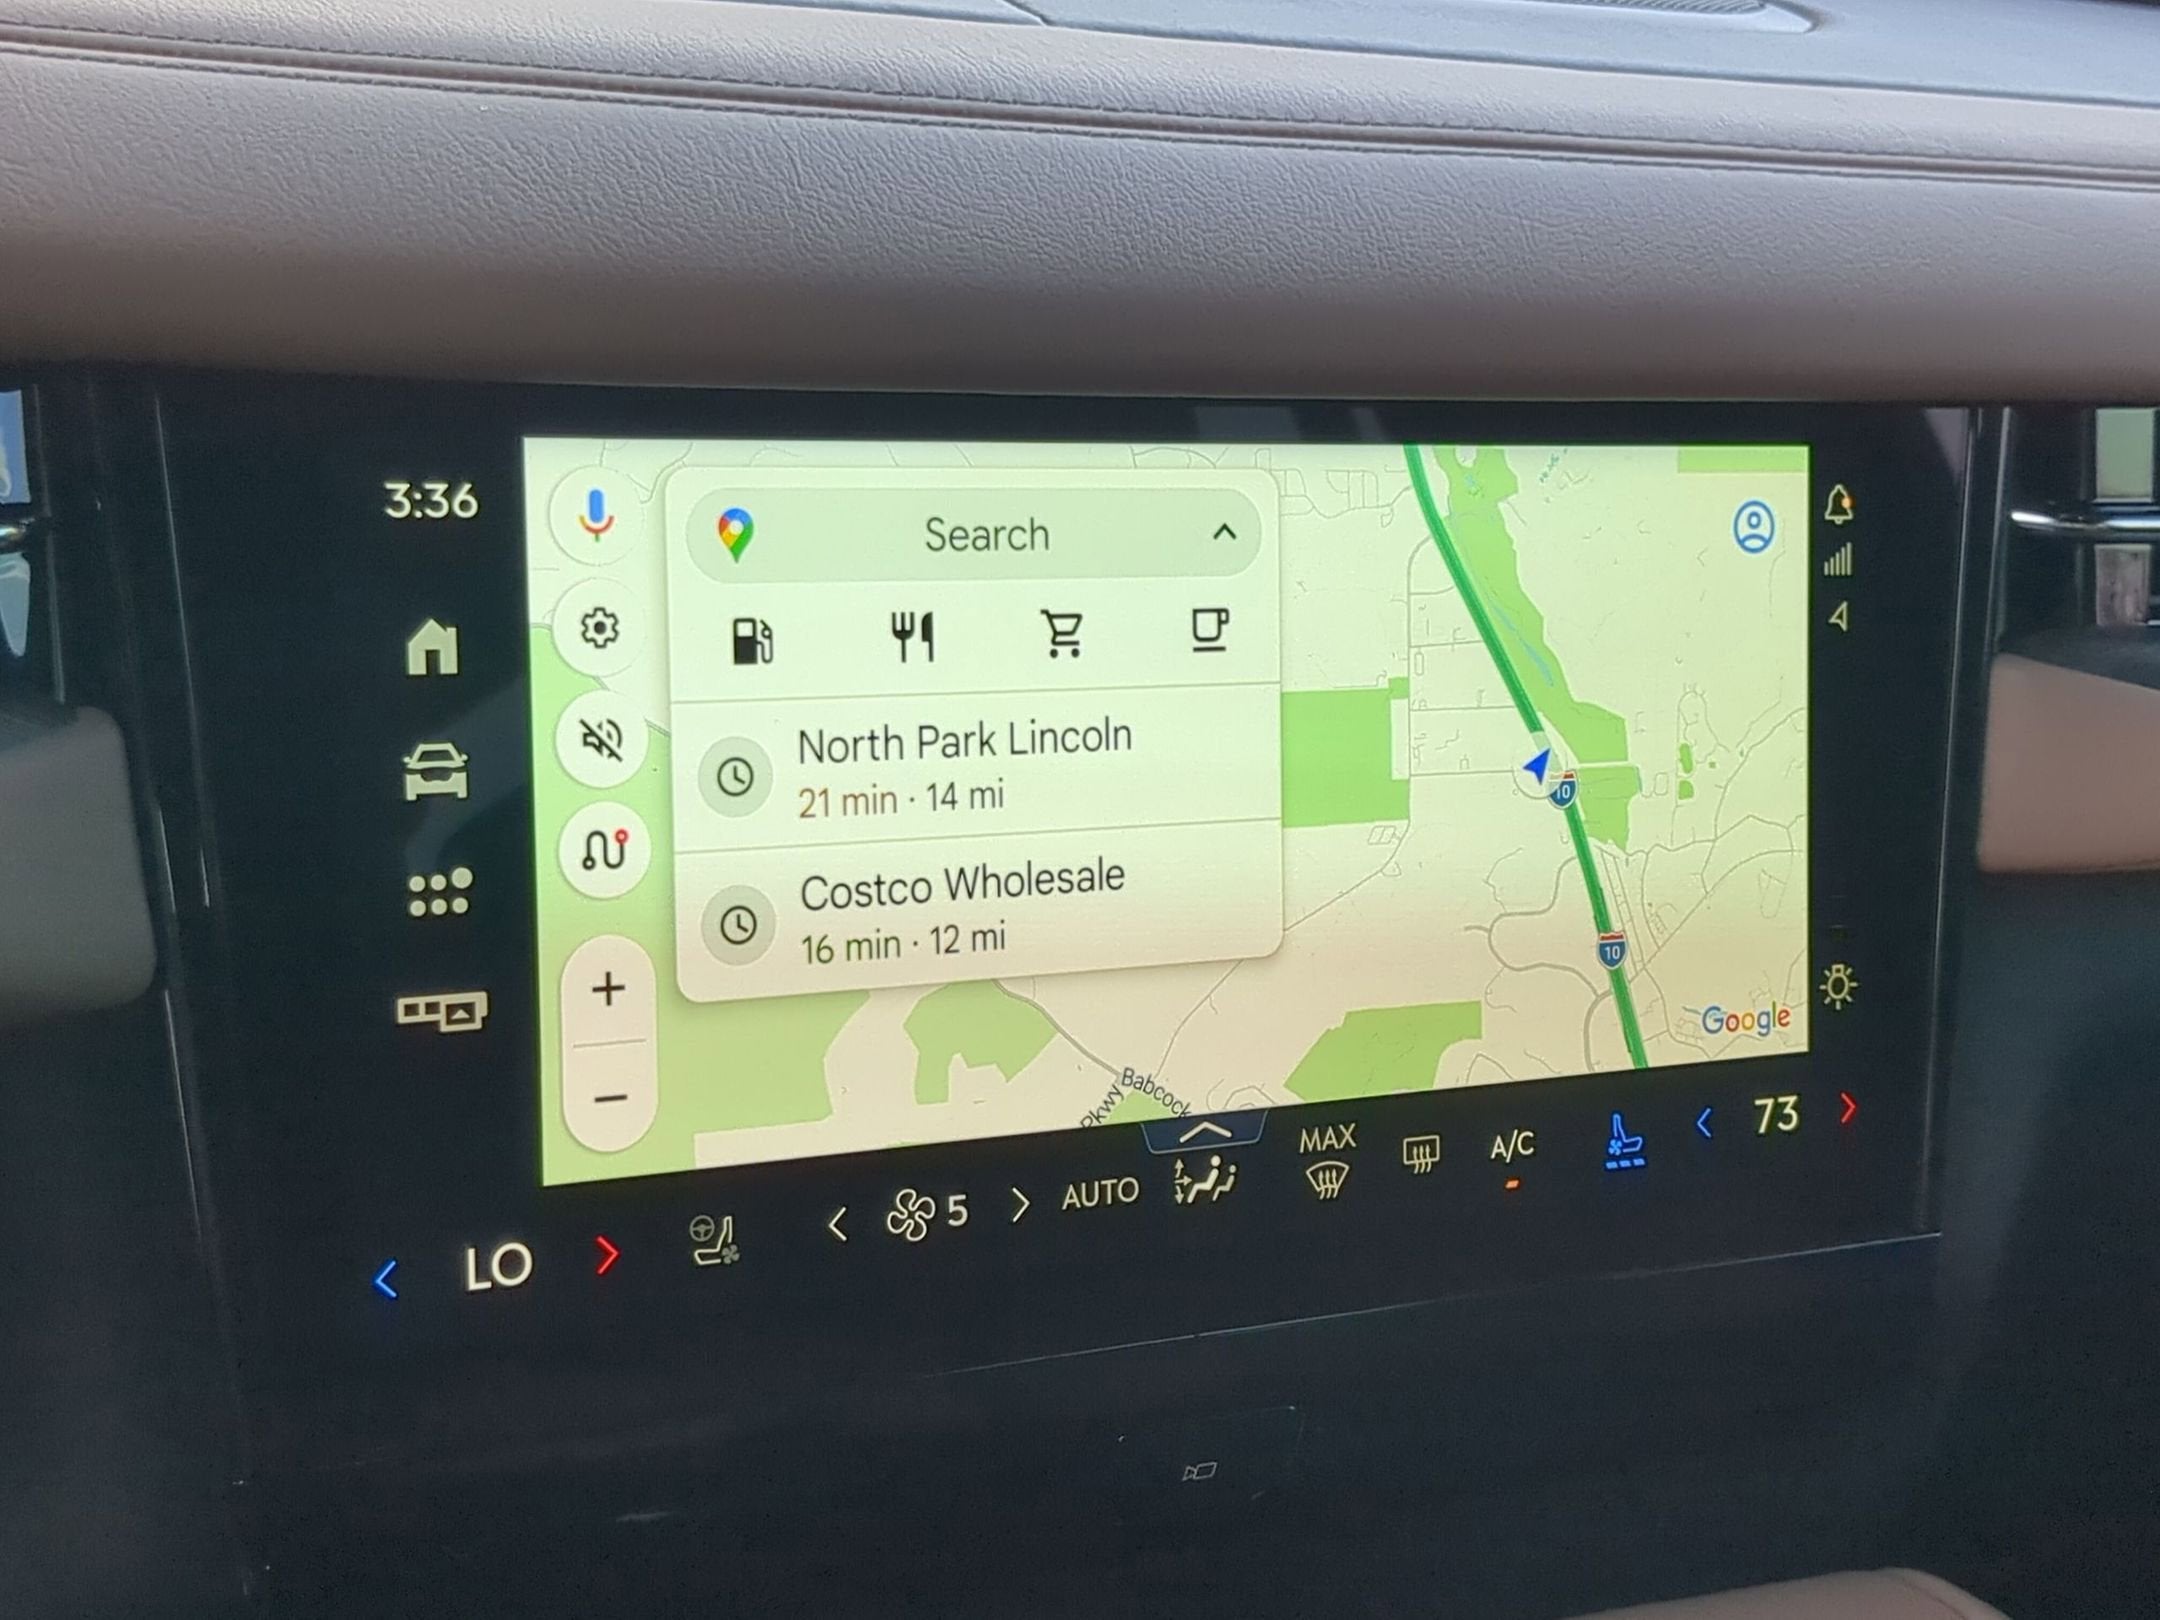 3:36
Search
North Park Lincoln
21 min · 14 mi
Costco Wholesale
16 min · 12 mi
10
10
Google
Babcock
Pkwy
+
−
LO
5
AUTO
MAX
A/C
73